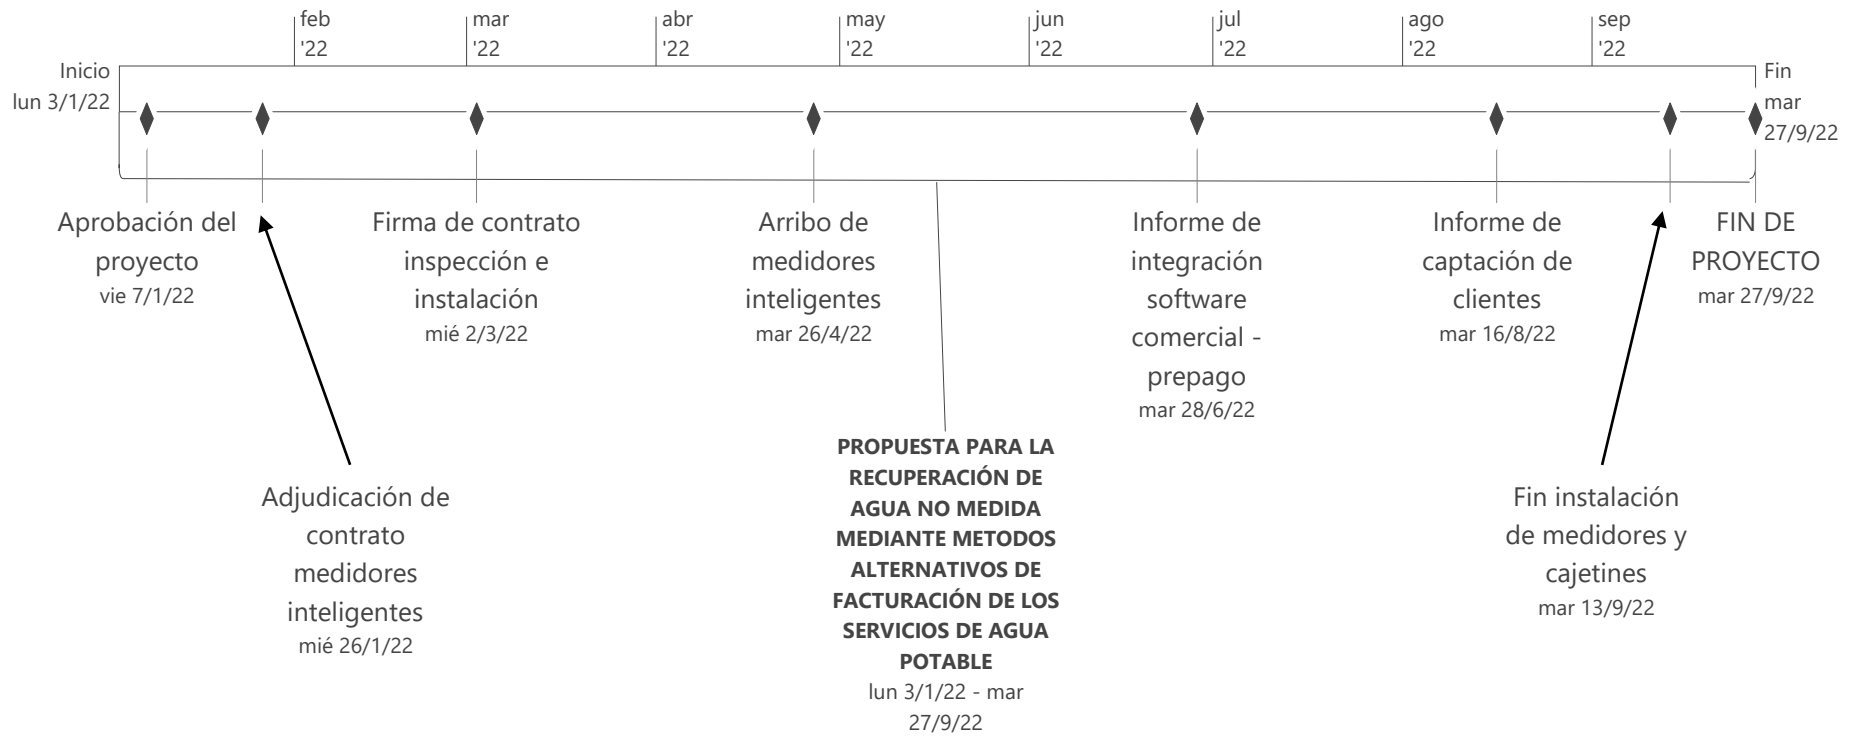 feb
'22
mar
'22
abr
'22
may
'22
jun
'22
jul
'22
ago
'22
sep
'22
Inicio
lun 3/1/22
Fin
mar
27/9/22
Aprobación del
proyecto
vie 7/1/22
Firma de contrato
inspección e
instalación
mié 2/3/22
Arribo de
medidores
inteligentes
mar 26/4/22
Informe de
integración
software
comercial -
prepago
mar 28/6/22
Informe de
captación de
clientes
mar 16/8/22
FIN DE
PROYECTO
mar 27/9/22
Adjudicación de
contrato
medidores
inteligentes
mié 26/1/22
PROPUESTA PARA LA
RECUPERACIÓN DE
AGUA NO MEDIDA
MEDIANTE METODOS
ALTERNATIVOS DE
FACTURACIÓN DE LOS
SERVICIOS DE AGUA
POTABLE
lun 3/1/22 - mar
27/9/22
Fin instalación
de medidores y
cajetines
mar 13/9/22